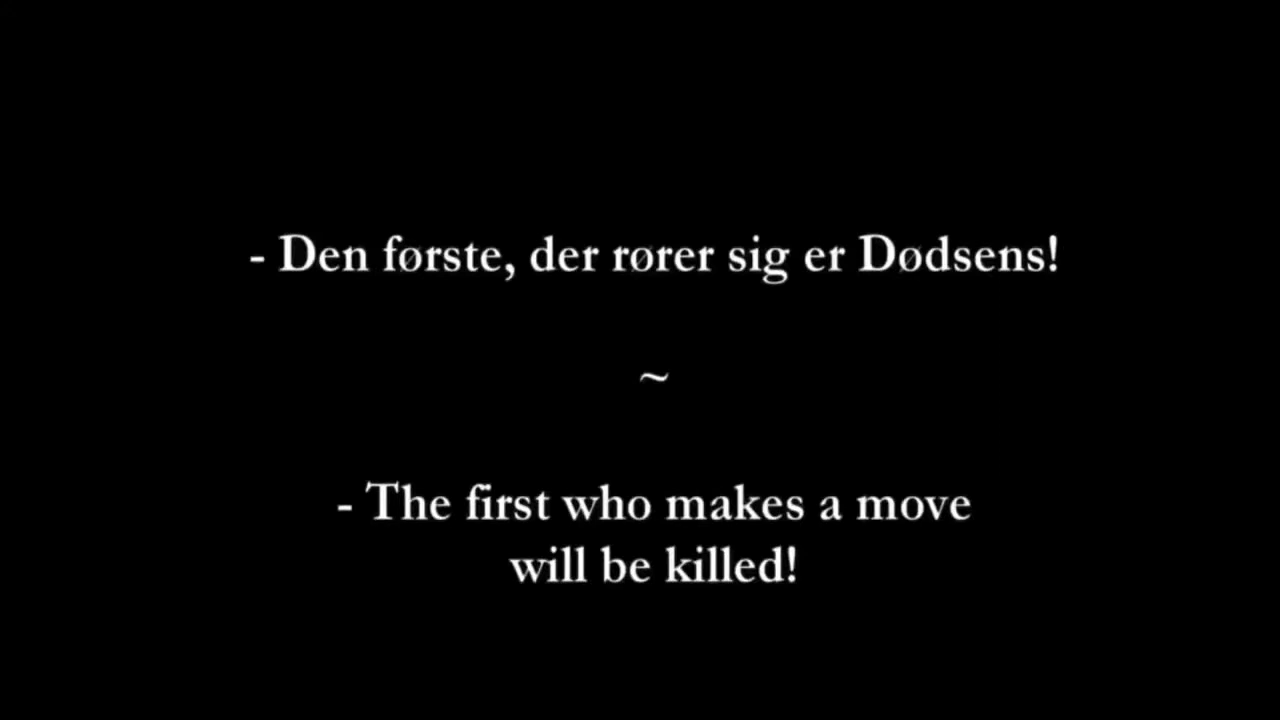 - Den første, der rører sig er Dødsens!
~
- The first who makes a move
will be killed!